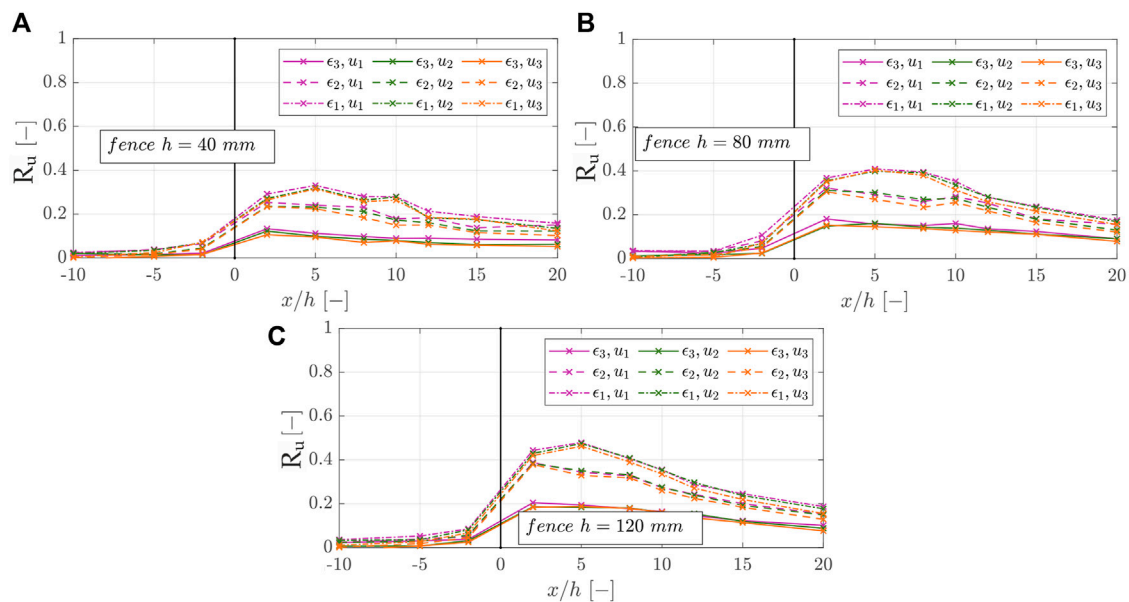 A
1
0.8
0.6
0.4
0.2
0
-10 -5 0 5 10 15 20
R_u [−]
x/h [−]
ϵ₃, u₁ ϵ₃, u₂ ϵ₃, u₃
ϵ₂, u₁ ϵ₂, u₂ ϵ₂, u₃
ϵ₁, u₁ ϵ₁, u₂ ϵ₁, u₃
fence h = 40 mm
B
1
0.8
0.6
0.4
0.2
0
-10 -5 0 5 10 15 20
R_u [−]
x/h [−]
ϵ₃, u₁ ϵ₃, u₂ ϵ₃, u₃
ϵ₂, u₁ ϵ₂, u₂ ϵ₂, u₃
ϵ₁, u₁ ϵ₁, u₂ ϵ₁, u₃
fence h = 80 mm
C
1
0.8
0.6
0.4
0.2
0
-10 -5 0 5 10 15 20
R_u [−]
x/h [−]
ϵ₃, u₁ ϵ₃, u₂ ϵ₃, u₃
ϵ₂, u₁ ϵ₂, u₂ ϵ₂, u₃
ϵ₁, u₁ ϵ₁, u₂ ϵ₁, u₃
fence h = 120 mm